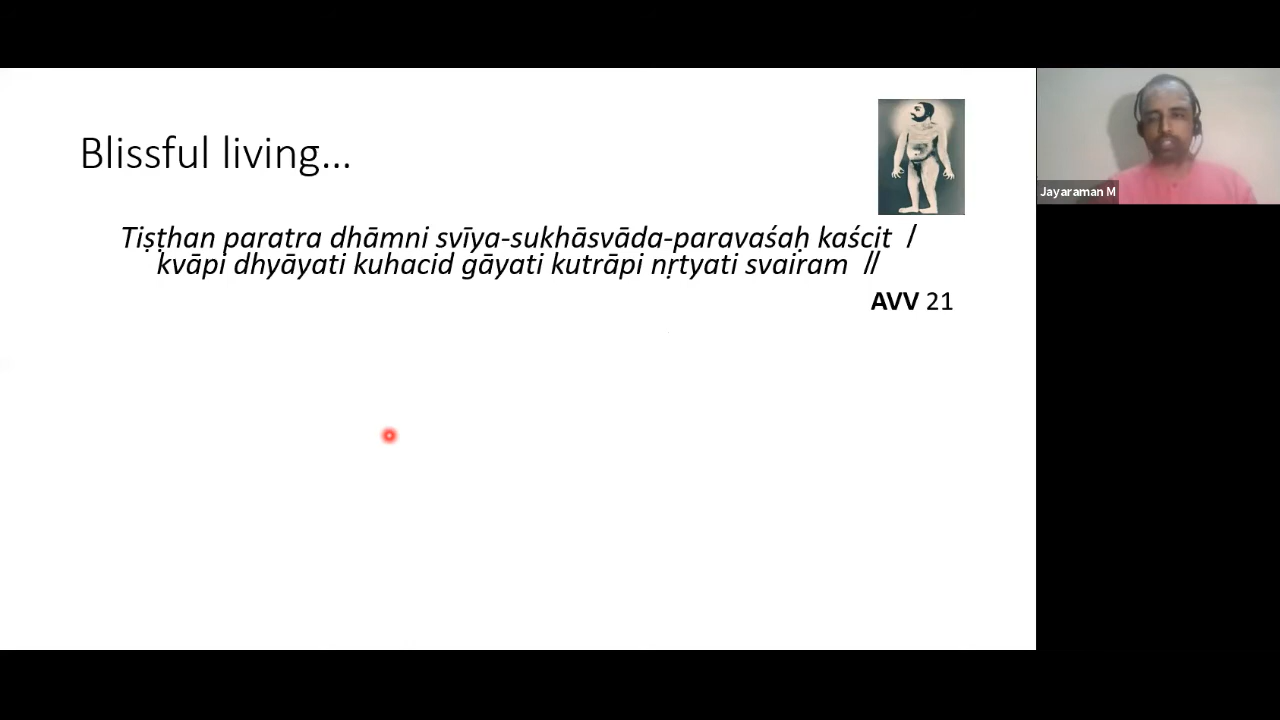 Blissful living...
Tiṣṭhan paratra dhāmni svīya-sukhāsvāda-paravaśaḥ kaścit /
kvāpi dhyāyati kuhacid gāyati kutrāpi nṛtyati svairam //
AVV 21
Jayaraman M